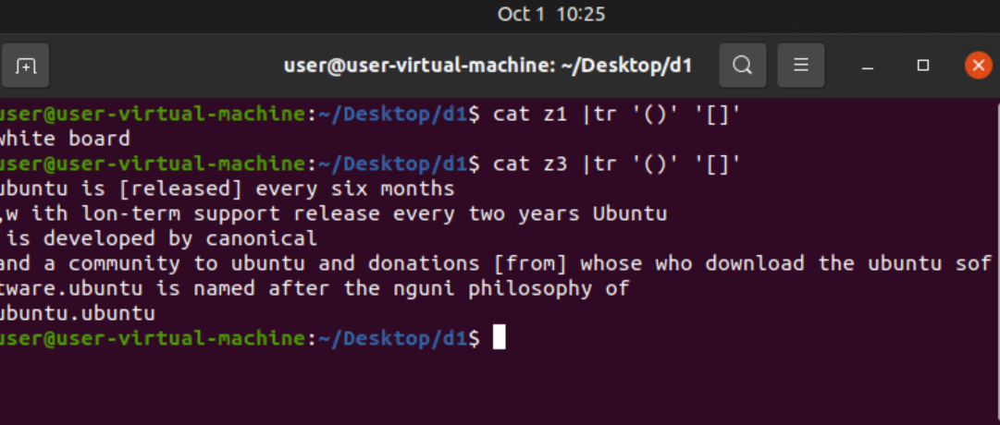 Oct 1 10:25
user@user-virtual-machine: ~/Desktop/d1
user@user-virtual-machine:~/Desktop/d1$ cat z1 |tr '()' '[]'
white board
user@user-virtual-machine:~/Desktop/d1$ cat z3 |tr '()' '[]'
ubuntu is [released] every six months
,w ith lon-term support release every two years Ubuntu
is developed by canonical
and a community to ubuntu and donations [from] whose who download the ubuntu sof
tware.ubuntu is named after the nguni philosophy of
ubuntu.ubuntu
user@user-virtual-machine:~/Desktop/d1$